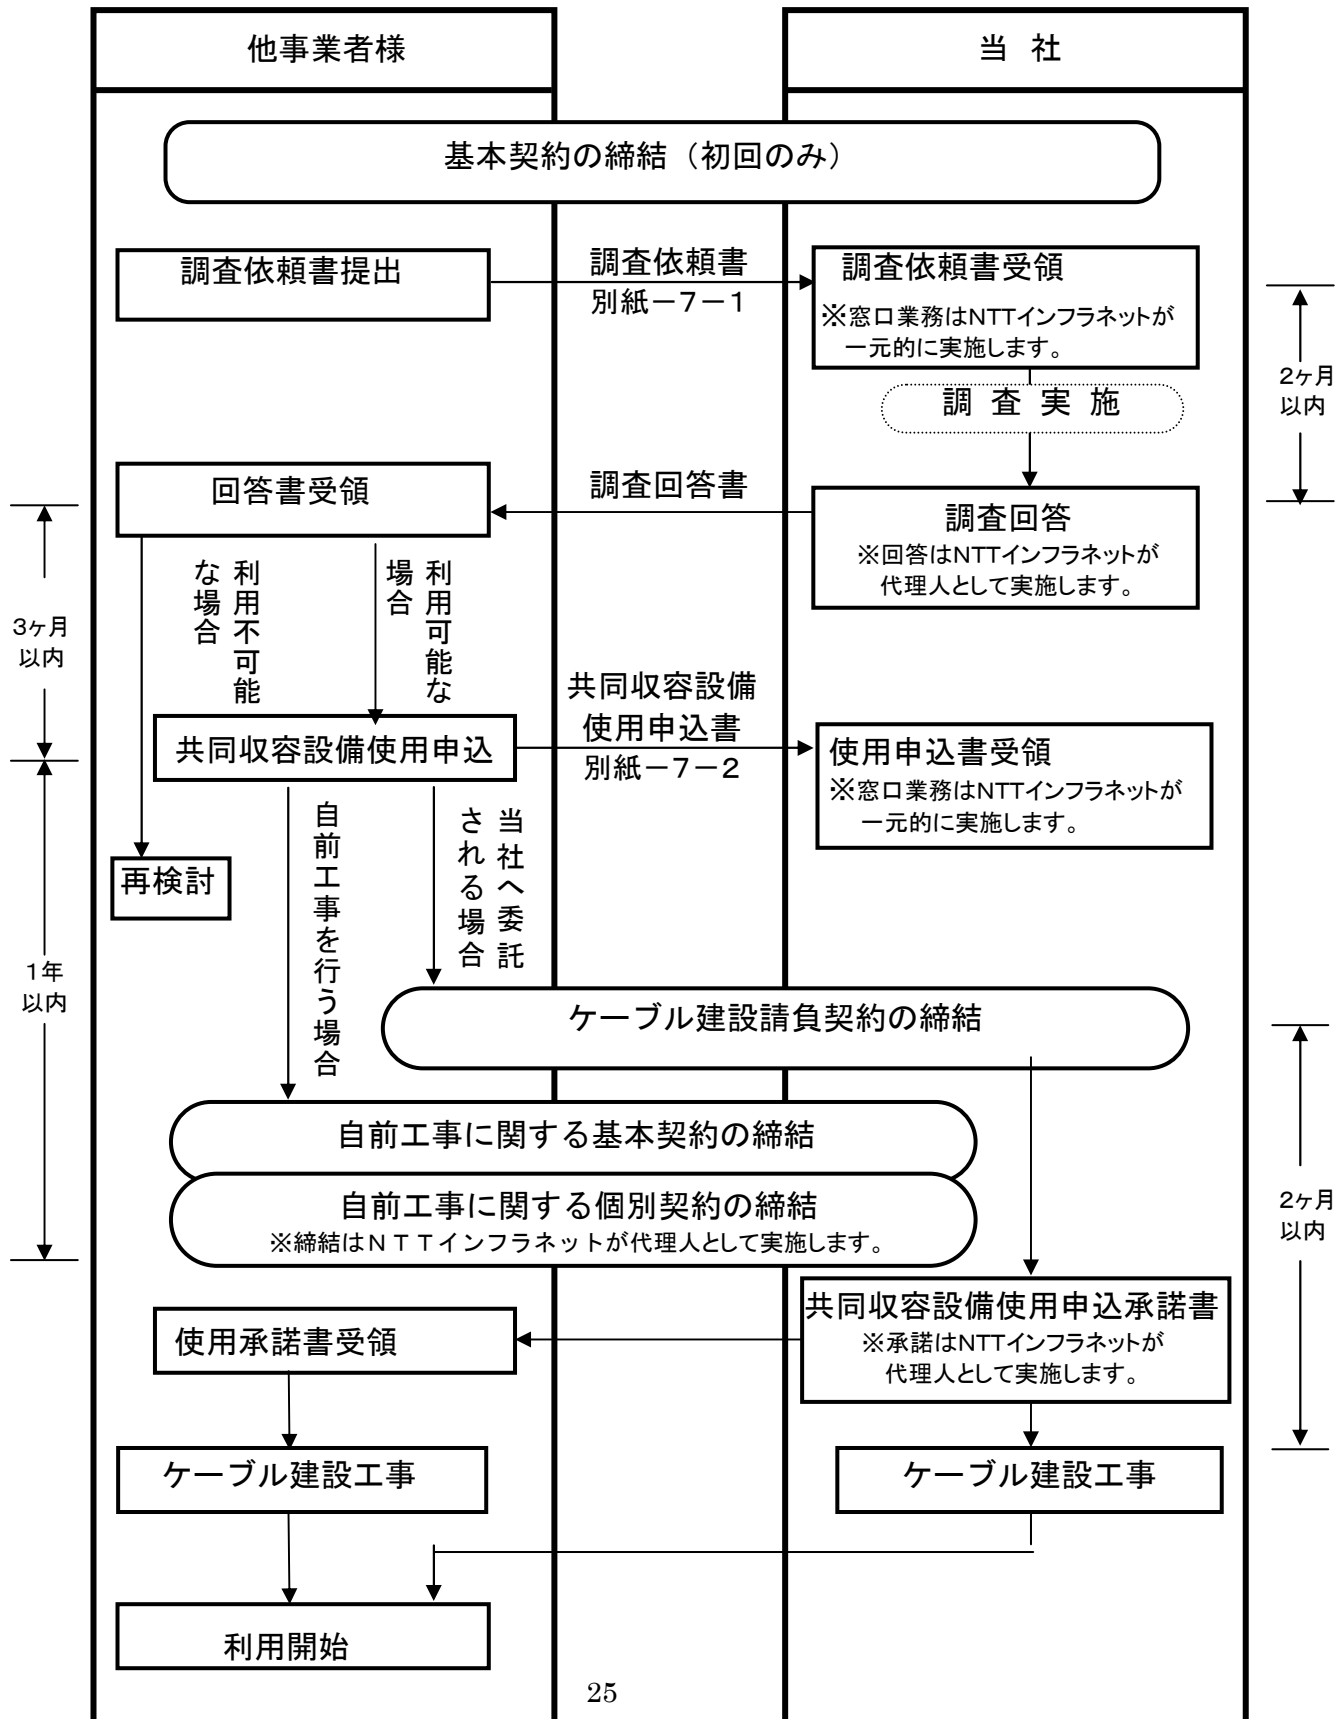 他事業者様
当 社
基本契約の締結（初回のみ）
調査依頼書提出
調査依頼書
別紙－７－１
調査依頼書受領
※窓口業務はNTTインフラネットが
一元的に実施します。
2ヶ月
以内
調 査 実 施
回答書受領
調査回答書
調査回答
※回答はNTTインフラネットが
代理人として実施します。
3ヶ月
以内
利用不可能
な場合
利用可能な
場合
共同収容設備使用申込
共同収容設備
使用申込書
別紙－７－２
使用申込書受領
※窓口業務はNTTインフラネットが
一元的に実施します。
再検討
自前工事を行う場合
当社へ委託
される場合
1年
以内
ケーブル建設請負契約の締結
自前工事に関する基本契約の締結
自前工事に関する個別契約の締結
※締結はＮＴＴインフラネットが代理人として実施します。
2ヶ月
以内
使用承諾書受領
共同収容設備使用申込承諾書
※承諾はNTTインフラネットが
代理人として実施します。
ケーブル建設工事
ケーブル建設工事
利用開始
25